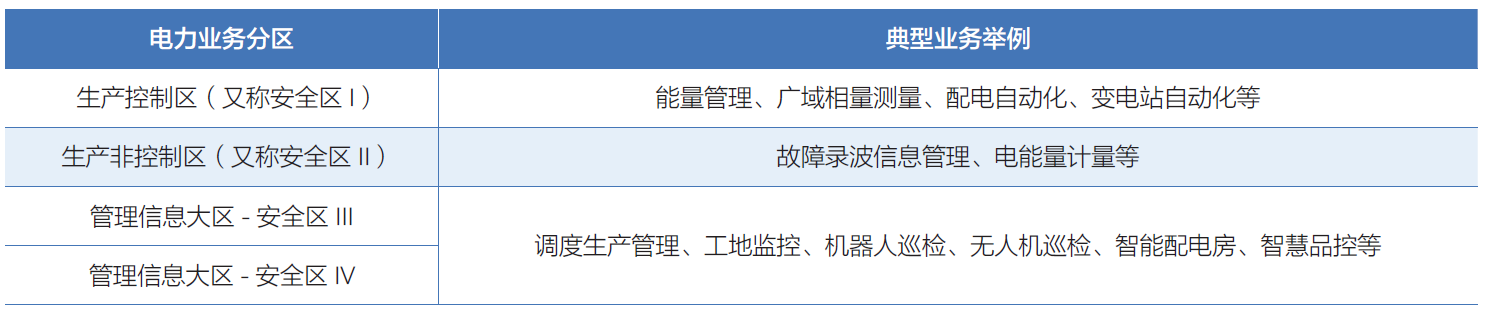 电力业务分区
典型业务举例
生产控制区（又称安全区 I）
能量管理、广域相量测量、配电自动化、变电站自动化等
生产非控制区（又称安全区 II）
故障录波信息管理、电能量计量等
管理信息大区 - 安全区 III
调度生产管理、工地监控、机器人巡检、无人机巡检、智能配电房、智慧品控等
管理信息大区 - 安全区 IV